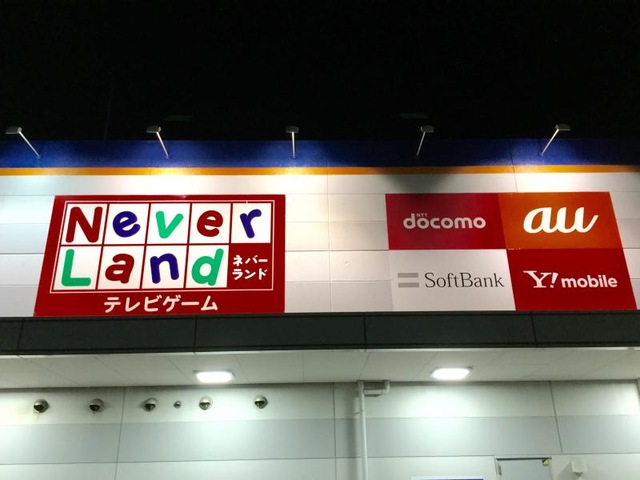 Never
Land
ネバー
ランド
テレビゲーム
NTT
docomo
au
SoftBank
Y! mobile